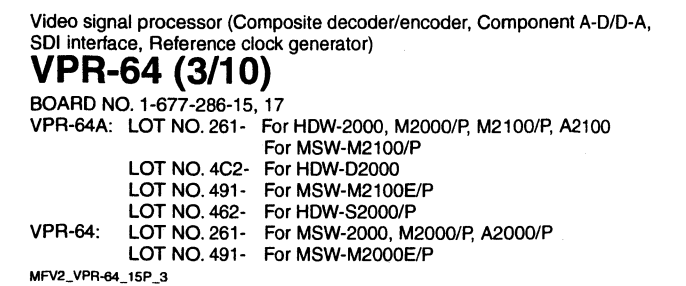 Video signal processor (Composite decoder/encoder, Component A-D/D-A,
SDI interface, Reference clock generator)
VPR-64 (3/10)
BOARD NO. 1-677-286-15, 17
VPR-64A: LOT NO. 261- For HDW-2000, M2000/P, M2100/P, A2100
For MSW-M2100/P
LOT NO. 4C2- For HDW-D2000
LOT NO. 491- For MSW-M2100E/P
LOT NO. 462- For HDW-S2000/P
VPR-64: LOT NO. 261- For MSW-2000, M2000/P, A2000/P
LOT NO. 491- For MSW-M2000E/P
MFV2_VPR-64_15P_3